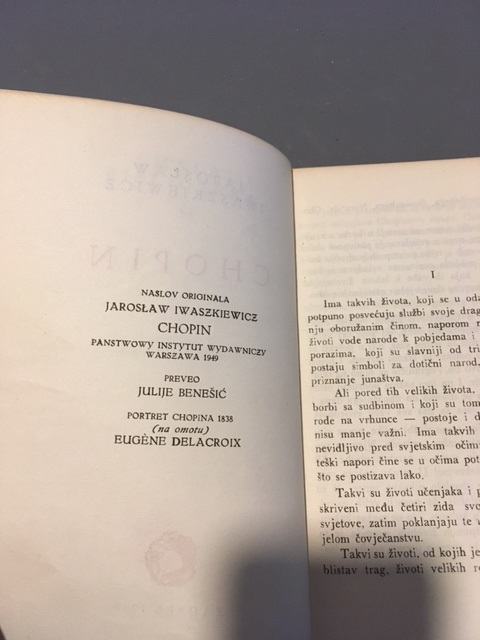 NASLOV ORIGINALA
JAROSŁAW IWASZKIEWICZ
CHOPIN
PAŃSTWOWY INSTYTUT WYDAWNICZY
WARSZAWA 1949
PREVEO
JULIJE BENEŠIĆ
PORTRET CHOPINA 1838
(na omotu)
EUGÈNE DELACROIX
I
Ima takvih života, koji se u oda
potpuno posvećuju službi svoje drag
nju oboružanim činom, naporom
životi vode narode k pobjedama i
porazima, koji su slavniji od tri
postaju simboli za dotični narod,
priznanje junaštva.
Ali pored tih velikih života,
borbi sa sudbinom i koji su tom
rode na vrhunce — postoje i d
nisu manje važni. Ima takvih
nevidljivo pred svjetskim očim
teški napori čine se u očima pot
što se postizava lako.
Takvi su životi učenjaka i p
skriveni među četiri zida svo
svjetove, zatim poklanjaju te
jelom čovječanstvu.
Takvi su životi, od kojih je
blistav trag, životi velikih